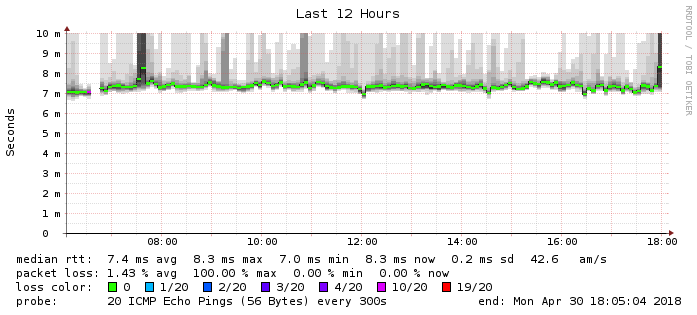 Last 12 Hours
RRDTOOL / TOBI OETIKER
Seconds
10 m
9 m
8 m
7 m
6 m
5 m
4 m
3 m
2 m
1 m
0
08:00 10:00 12:00 14:00 16:00 18:00
median rtt: 7.4 ms avg 8.3 ms max 7.0 ms min 8.3 ms now 0.2 ms sd 42.6 am/s
packet loss: 1.43 % avg 100.00 % max 0.00 % min 0.00 % now
loss color: 0 1/20 2/20 3/20 4/20 10/20 19/20
probe: 20 ICMP Echo Pings (56 Bytes) every 300s end: Mon Apr 30 18:05:04 2018